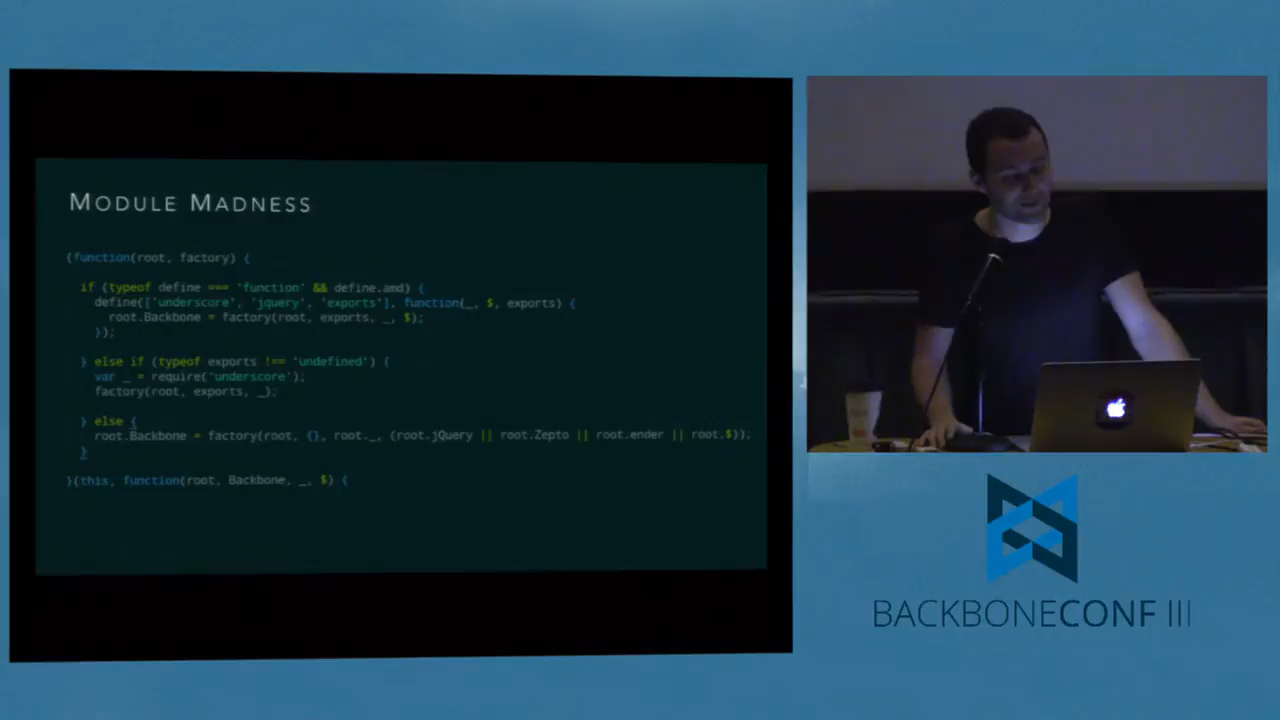 MODULE MADNESS
(function(root, factory) {
if (typeof define === 'function' && define.amd) {
define(['underscore', 'jquery', 'exports'], function(_, $, exports) {
root.Backbone = factory(root, exports, _, $);
});
} else if (typeof exports !== 'undefined') {
var _ = require('underscore');
factory(root, exports, _);
} else {
root.Backbone = factory(root, {}, root._, (root.jQuery || root.Zepto || root.ender || root.$));
}
}(this, function(root, Backbone, _, $) {
BACKBONECONF III